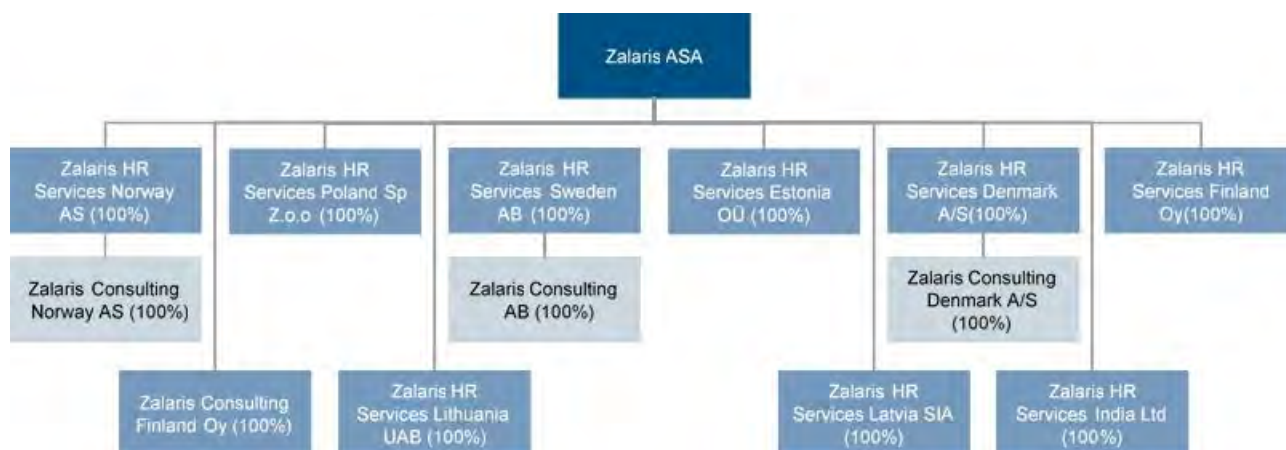 Zalaris ASA
Zalaris HR
Services Norway
AS (100%)
Zalaris HR
Services Poland Sp
Z.o.o (100%)
Zalaris HR
Services Sweden
AB (100%)
Zalaris HR
Services Estonia
OÜ (100%)
Zalaris HR
Services Denmark
A/S(100%)
Zalaris HR
Services Finland
Oy(100%)
Zalaris Consulting
Norway AS (100%)
Zalaris Consulting
AB (100%)
Zalaris Consulting
Denmark A/S
(100%)
Zalaris Consulting
Finland Oy (100%)
Zalaris HR
Services Lithuania
UAB (100%)
Zalaris HR
Services Latvia SIA
(100%)
Zalaris HR
Services India Ltd
(100%)